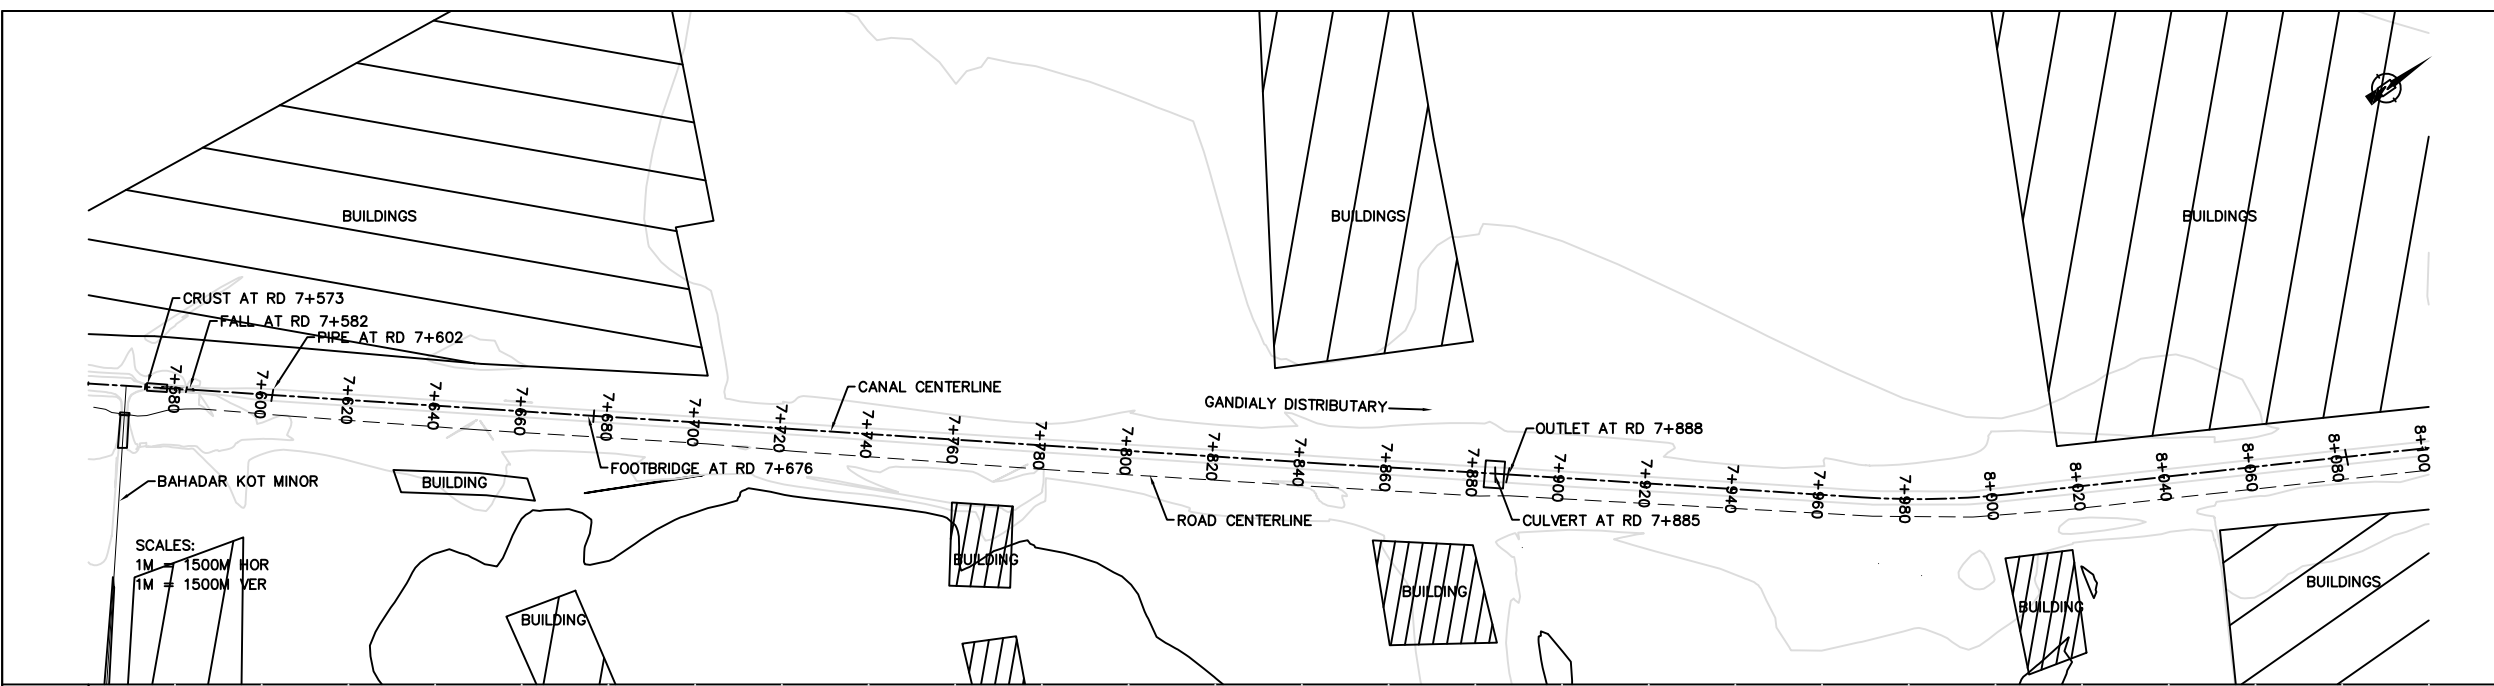 BUILDINGS
BUILDINGS
BUILDINGS
CRUST AT RD 7+573
FALL AT RD 7+582
PIPE AT RD 7+602
7+580
7+600
7+620
7+640
7+660
7+680
7+700
7+720
7+740
7+760
7+780
7+800
7+820
7+840
7+860
7+880
7+900
7+920
7+940
7+960
7+980
8+000
8+020
8+040
8+060
8+080
8+100
CANAL CENTERLINE
GANDIALY DISTRIBUTARY
OUTLET AT RD 7+888
FOOTBRIDGE AT RD 7+676
BAHADAR KOT MINOR
BUILDING
ROAD CENTERLINE
CULVERT AT RD 7+885
SCALES:
1M = 1500M HOR
1M = 1500M VER
BUILDING
BUILDING
BUILDING
BUILDING
BUILDINGS